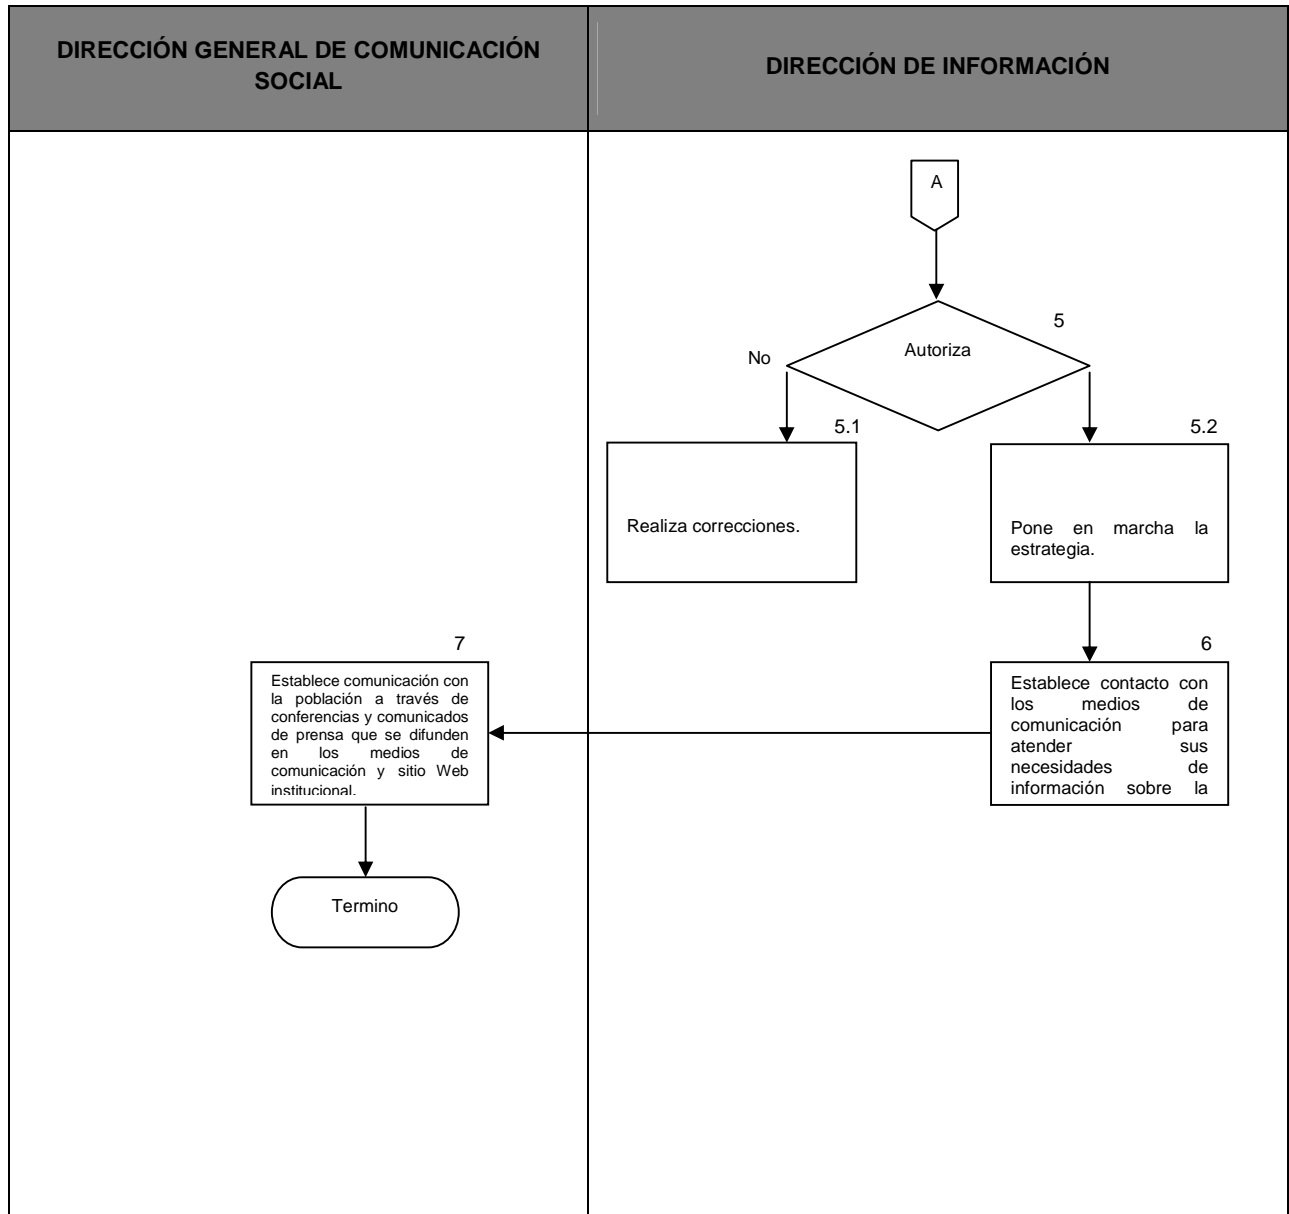 DIRECCIÓN GENERAL DE COMUNICACIÓN
SOCIAL
DIRECCIÓN DE INFORMACIÓN
A
5
No
Autoriza
5.1
5.2
Realiza correcciones.
Pone en marcha la
estrategia.
7
6
Establece comunicación con
la población a través de
conferencias y comunicados
de prensa que se difunden
en los medios de
comunicación y sitio Web
institucional.
Establece contacto con
los medios de
comunicación para
atender sus
necesidades de
información sobre la
Termino